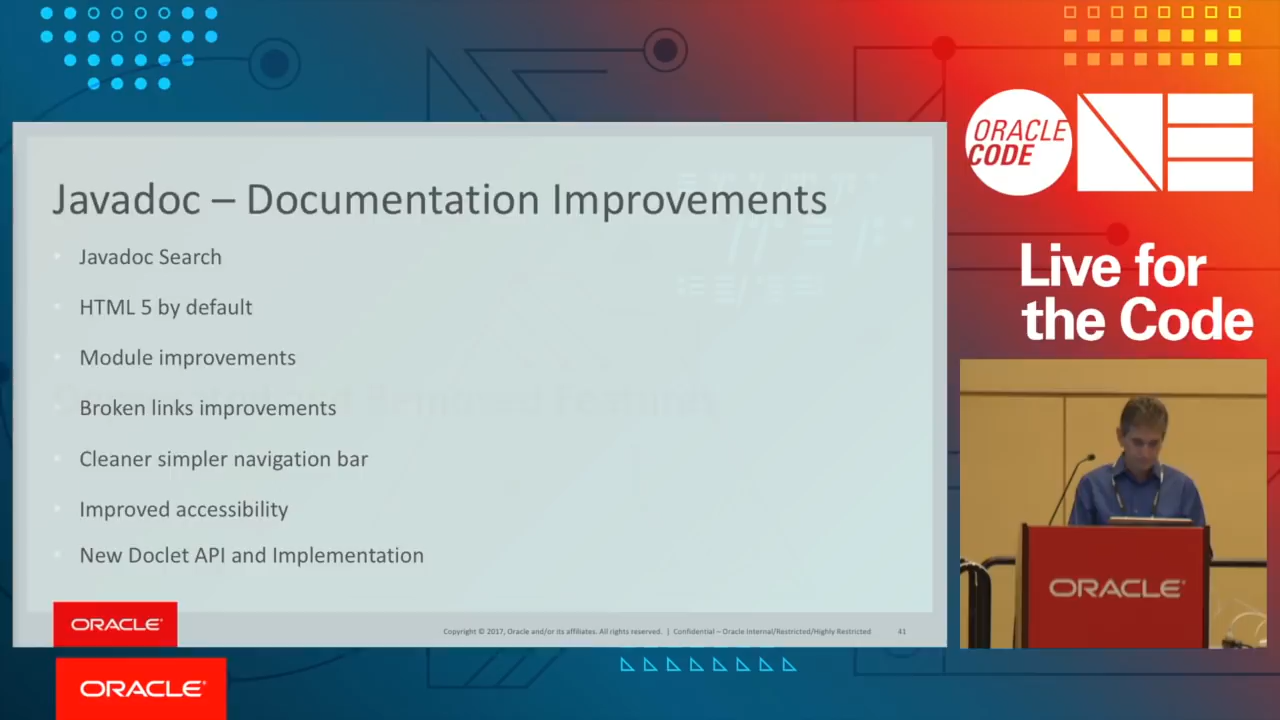 Javadoc – Documentation Improvements
• Javadoc Search
• HTML 5 by default
• Module improvements
• Broken links improvements
• Cleaner simpler navigation bar
• Improved accessibility
• New Doclet API and Implementation
ORACLE
Copyright © 2017, Oracle and/or its affiliates. All rights reserved. | Confidential – Oracle Internal/Restricted/Highly Restricted 41
ORACLE®
ORACLE
CODE
ONE
Live for
the Code
ORACLE®